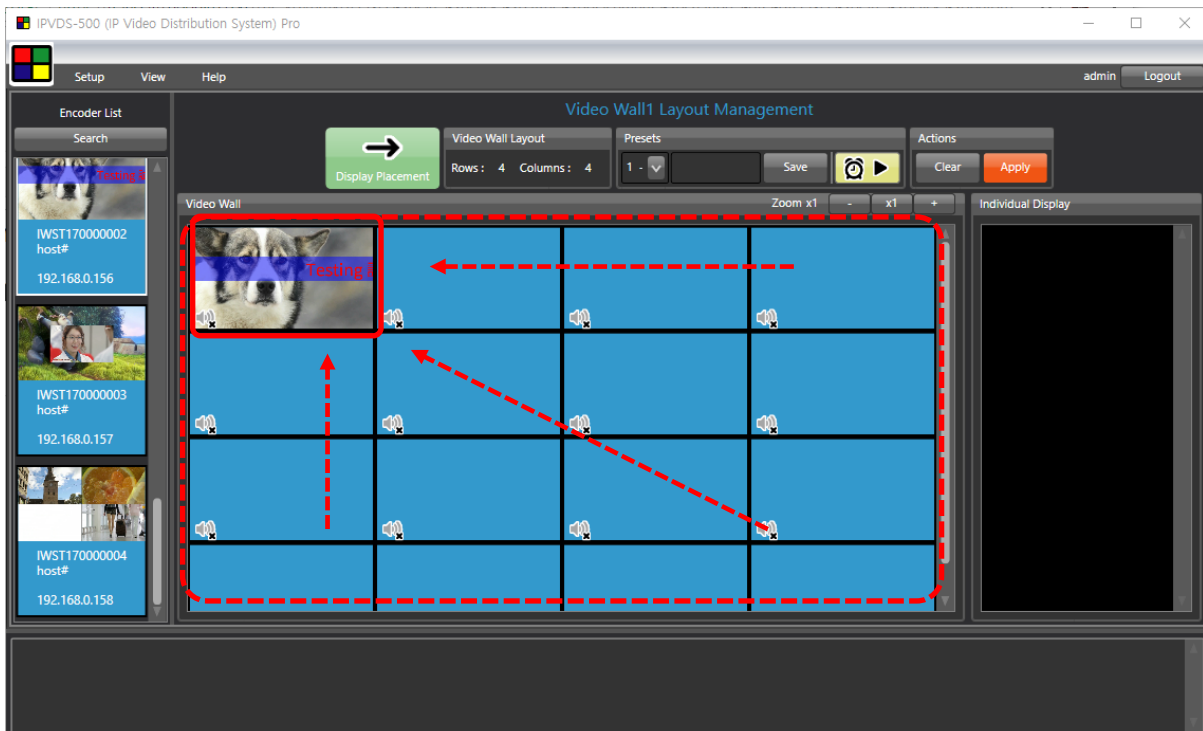 IPVDS-500 (IP Video Distribution System) Pro
Setup View Help
admin Logout
Encoder List
Search
Testing a
IWST170000002
host#
192.168.0.156
IWST170000003
host#
192.168.0.157
IWST170000004
host#
192.168.0.158
Video Wall1 Layout Management
Display Placement
Video Wall Layout
Rows : 4 Columns : 4
Presets
1 -
Save
Actions
Clear
Apply
Video Wall
Zoom x1 - x1 +
Testing a
Individual Display